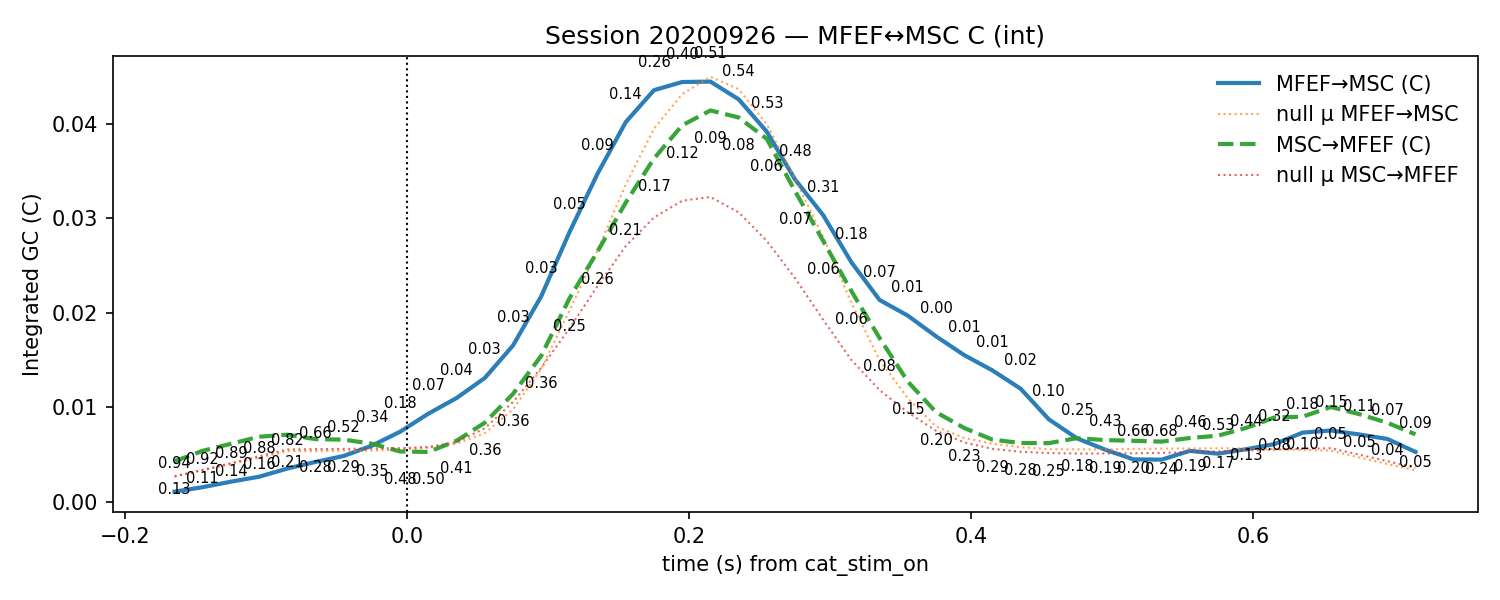 Session 20200926 — MFEF↔MSC C (int)
MFEF→MSC (C)
null μ MFEF→MSC
MSC→MFEF (C)
null μ MSC→MFEF
Integrated GC (C)
0.04
0.03
0.02
0.01
0.00
−0.2
0.0
0.2
0.4
0.6
time (s) from cat_stim_on
0.94 0.92 0.89 0.88 0.82 0.66 0.52 0.34 0.18 0.07 0.04 0.03 0.03 0.03 0.05 0.09 0.14 0.26 0.40 0.51 0.54 0.53 0.48 0.31 0.18 0.07 0.01 0.00 0.01 0.01 0.02 0.10 0.25 0.43 0.66 0.68 0.46 0.53 0.44 0.32 0.18 0.15 0.11 0.07 0.09
0.13 0.11 0.14 0.16 0.21 0.28 0.29 0.35 0.48 0.50 0.41 0.36 0.36 0.36 0.25 0.26 0.21 0.17 0.12 0.09 0.08 0.06 0.07 0.06 0.06 0.08 0.15 0.20 0.23 0.29 0.28 0.25 0.18 0.19 0.20 0.24 0.19 0.17 0.13 0.08 0.10 0.05 0.05 0.04 0.05